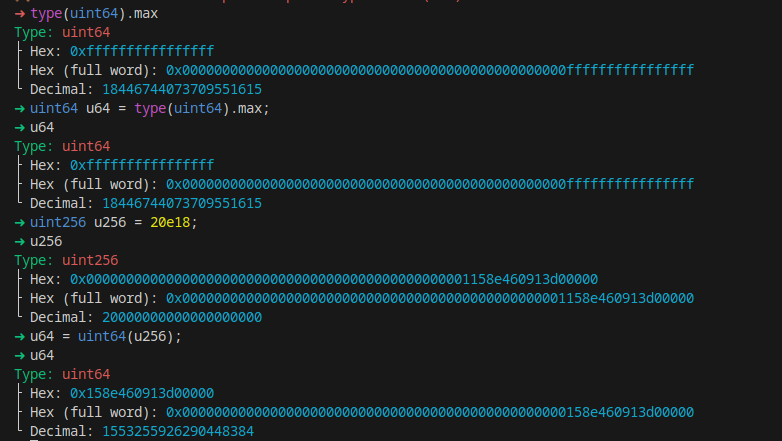 ➜ type(uint64).max
Type: uint64
├ Hex: 0xffffffffffffffff
├ Hex (full word): 0x000000000000000000000000000000000000000000000000ffffffffffffffff
└ Decimal: 18446744073709551615
➜ uint64 u64 = type(uint64).max;
➜ u64
Type: uint64
├ Hex: 0xffffffffffffffff
├ Hex (full word): 0x000000000000000000000000000000000000000000000000ffffffffffffffff
└ Decimal: 18446744073709551615
➜ uint256 u256 = 20e18;
➜ u256
Type: uint256
├ Hex: 0x000000000000000000000000000000000000000000000001158e460913d00000
├ Hex (full word): 0x000000000000000000000000000000000000000000000001158e460913d00000
└ Decimal: 20000000000000000000
➜ u64 = uint64(u256);
➜ u64
Type: uint64
├ Hex: 0x158e460913d00000
├ Hex (full word): 0x000000000000000000000000000000000000000000000000158e460913d00000
└ Decimal: 1553255926290448384